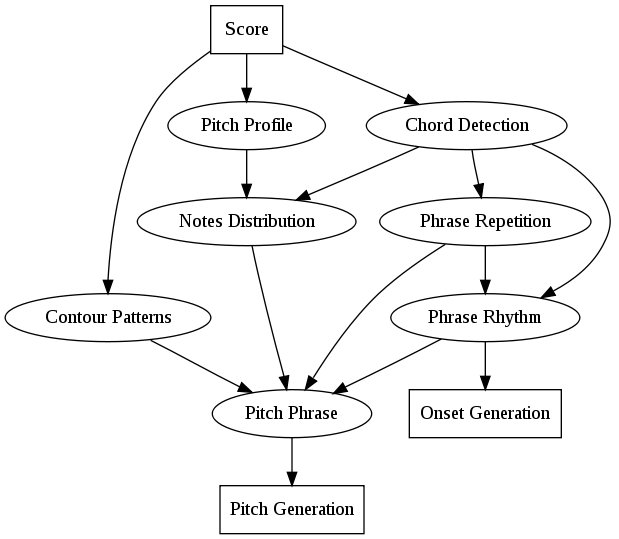 Score
Pitch Profile
Chord Detection
Notes Distribution
Phrase Repetition
Contour Patterns
Phrase Rhythm
Pitch Phrase
Onset Generation
Pitch Generation